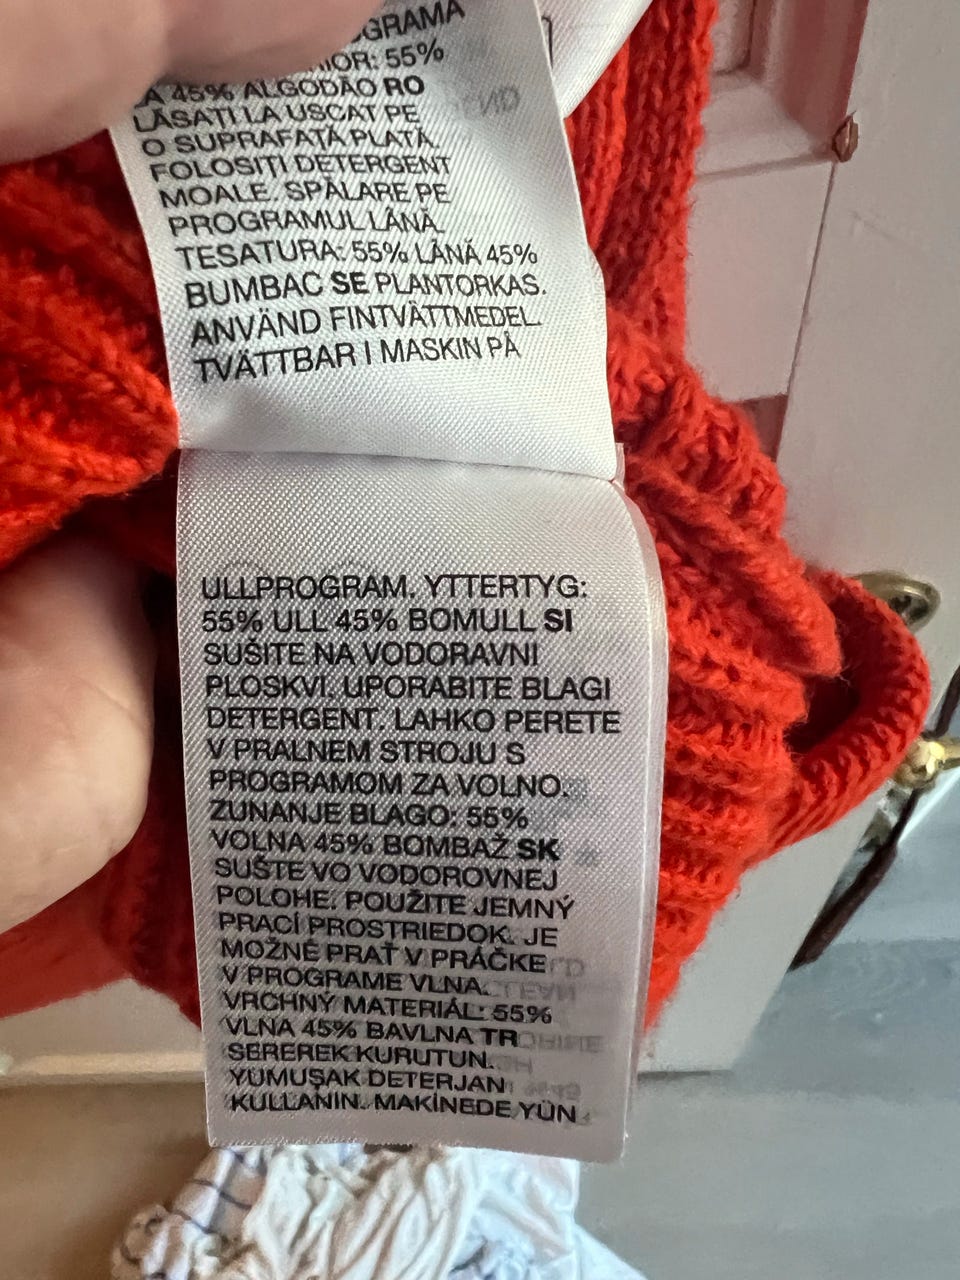 55%
45% ALGODÃO RO
LĂSAȚI LA USCAT PE
O SUPRAFAȚĂ PLATĂ.
FOLOSIȚI DETERGENT
MOALE. SPĂLARE PE
PROGRAMUL LÂNĂ.
TESATURA: 55% LÂNĂ 45%
BUMBAC SE PLANTORKAS.
ANVÄND FINTVÄTTMEDEL.
TVÄTTBAR I MASKIN PÅ
ULLPROGRAM. YTTERTYG:
55% ULL 45% BOMULL SI
SUŠITE NA VODORAVNI
PLOSKVI. UPORABITE BLAGI
DETERGENT. LAHKO PERETE
V PRALNEM STROJU S
PROGRAMOM ZA VOLNO.
ZUNANJE BLAGO: 55%
VOLNA 45% BOMBAŽ SK
SUŠTE VO VODOROVNEJ
POLOHE. POUŽITE JEMNÝ
PRACÍ PROSTRIEDOK. JE
MOŽNÉ PRAŤ V PRÁČKE
V PROGRAME VLNA.
VRCHNÝ MATERIÁL: 55%
VLNA 45% BAVLNA TR
SEREREK KURUTUN.
YUMUŞAK DETERJAN
KULLANIN. MAKİNEDE YÜN